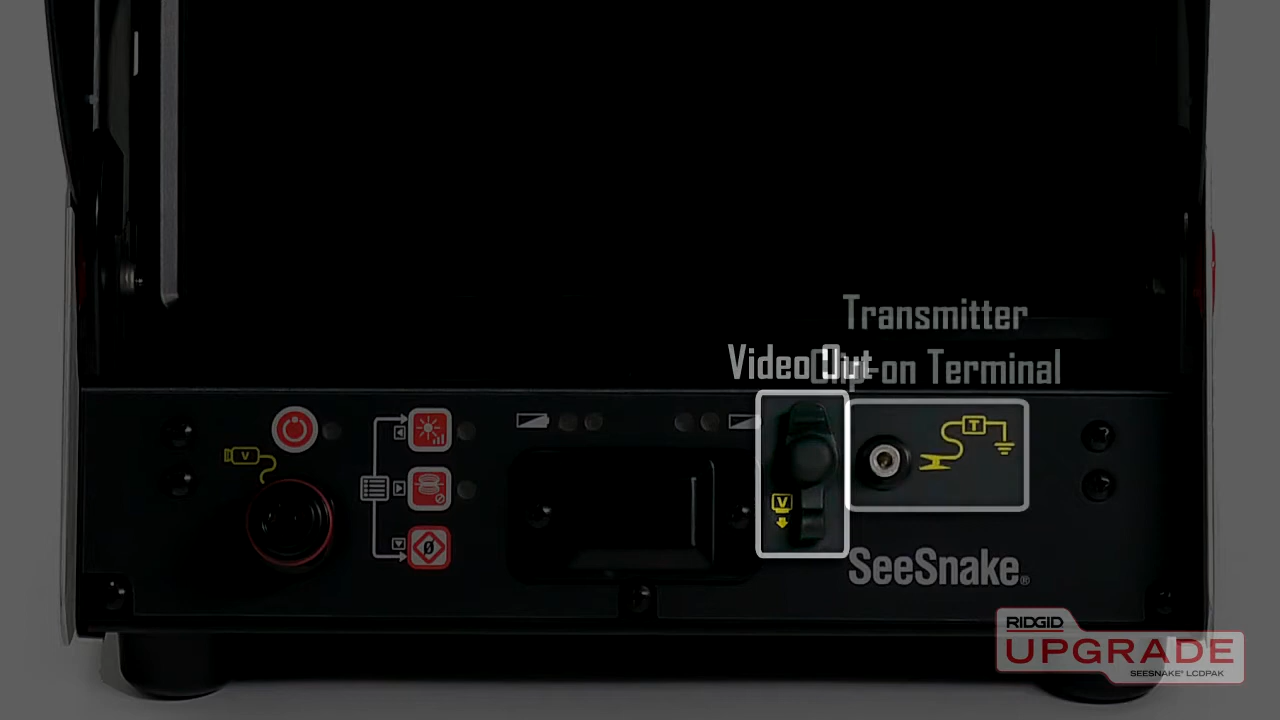 Transmitter
Clip-on Terminal
Video Out
V
T
V
Ø
SeeSnake®
RIDGID
UPGRADE
SEESNAKE® LCDPAK